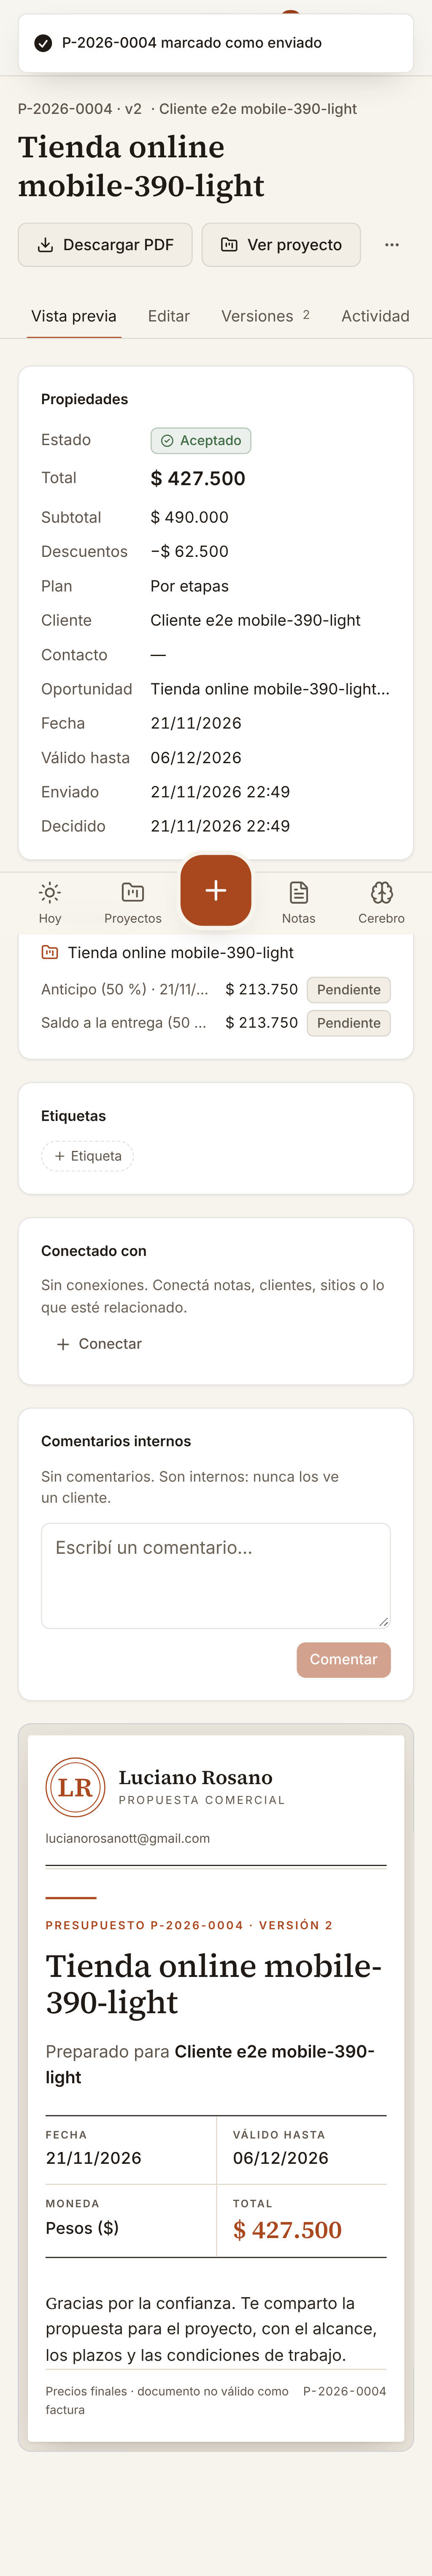 P-2026-0004 marcado como enviado
P-2026-0004 · v2 · Cliente e2e mobile-390-light
Tienda online
mobile-390-light
Descargar PDF
Ver proyecto
Vista previa
Editar
Versiones 2
Actividad
Propiedades
Estado Aceptado
Total $ 427.500
Subtotal $ 490.000
Descuentos −$ 62.500
Plan Por etapas
Cliente Cliente e2e mobile-390-light
Contacto —
Oportunidad Tienda online mobile-390-light...
Fecha 21/11/2026
Válido hasta 06/12/2026
Enviado 21/11/2026 22:49
Decidido 21/11/2026 22:49
Hoy
Proyectos
Notas
Cerebro
Tienda online mobile-390-light
Anticipo (50 %) · 21/11/... $ 213.750 Pendiente
Saldo a la entrega (50 ... $ 213.750 Pendiente
Etiquetas
+ Etiqueta
Conectado con
Sin conexiones. Conectá notas, clientes, sitios o lo
que esté relacionado.
+ Conectar
Comentarios internos
Sin comentarios. Son internos: nunca los ve
un cliente.
Escribí un comentario...
Comentar
LR
Luciano Rosano
PROPUESTA COMERCIAL
lucianorosanott@gmail.com
PRESUPUESTO P-2026-0004 · VERSIÓN 2
Tienda online mobile-
390-light
Preparado para Cliente e2e mobile-390-
light
FECHA
21/11/2026
VÁLIDO HASTA
06/12/2026
MONEDA
Pesos ($)
TOTAL
$ 427.500
Gracias por la confianza. Te comparto la
propuesta para el proyecto, con el alcance,
los plazos y las condiciones de trabajo.
Precios finales · documento no válido como
factura
P-2026-0004